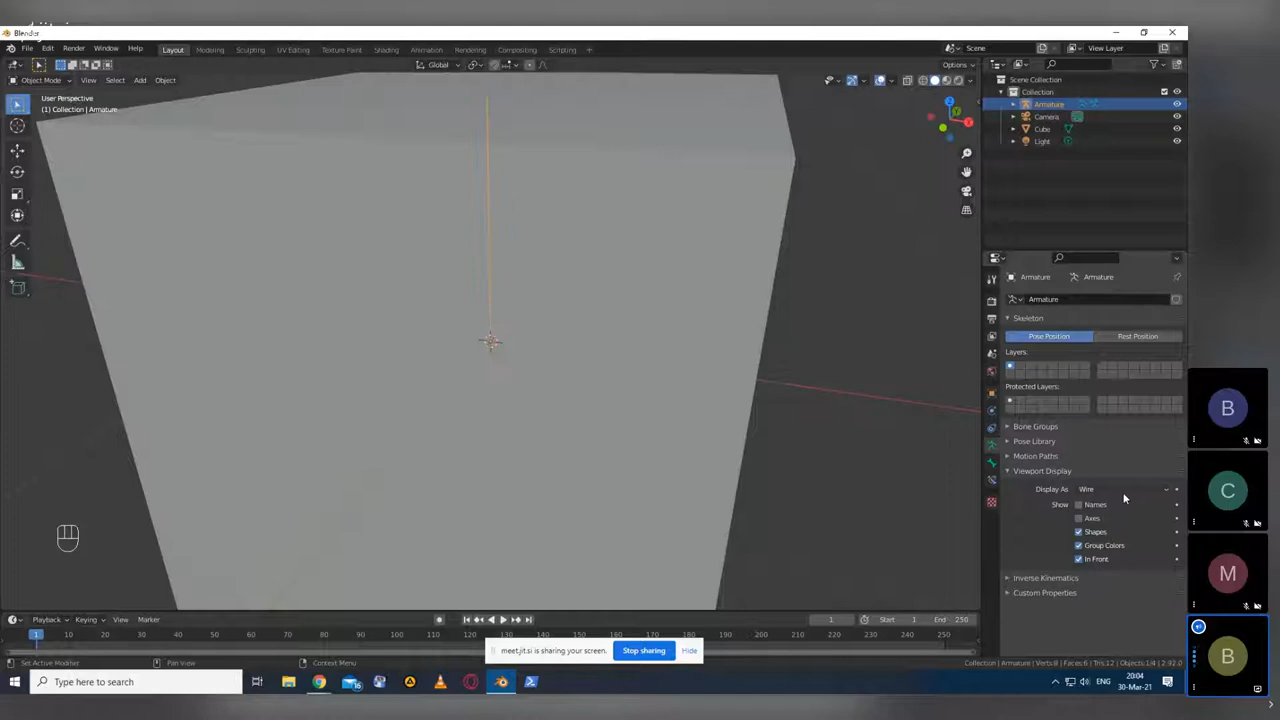 Blender
File Edit Render Window Help Layout Modeling Sculpting UV Editing Texture Paint Shading Animation Rendering Compositing Scripting + Scene View Layer
Global Options
Object Mode View Select Add Object
User Perspective
(1) Collection | Armature
Scene Collection
Collection
Armature
Camera
Cube
Light
Armature Armature
Armature
Skeleton
Pose Position Rest Position
Layers:
Protected Layers:
Bone Groups
Pose Library
Motion Paths
Viewport Display
Display As Wire
Show Names
Axes
Shapes
Group Colors
In Front
Inverse Kinematics
Custom Properties
B
C
M
B
Playback Keying View Marker 1 Start 1 End 250
1 10 20 30 40 50 60 70 80 90 100 110 120 130 140 150 160 170 180 190 200 210 220 230 240 250
meet.jit.si is sharing your screen. Stop sharing Hide
Set Active Modifier Pan View Context Menu Collection | Armature | Verts:8 | Faces:6 | Tris:12 | Objects:1/4 | 2.92.0
Type here to search 16 ENG 20:04
30-Mar-21